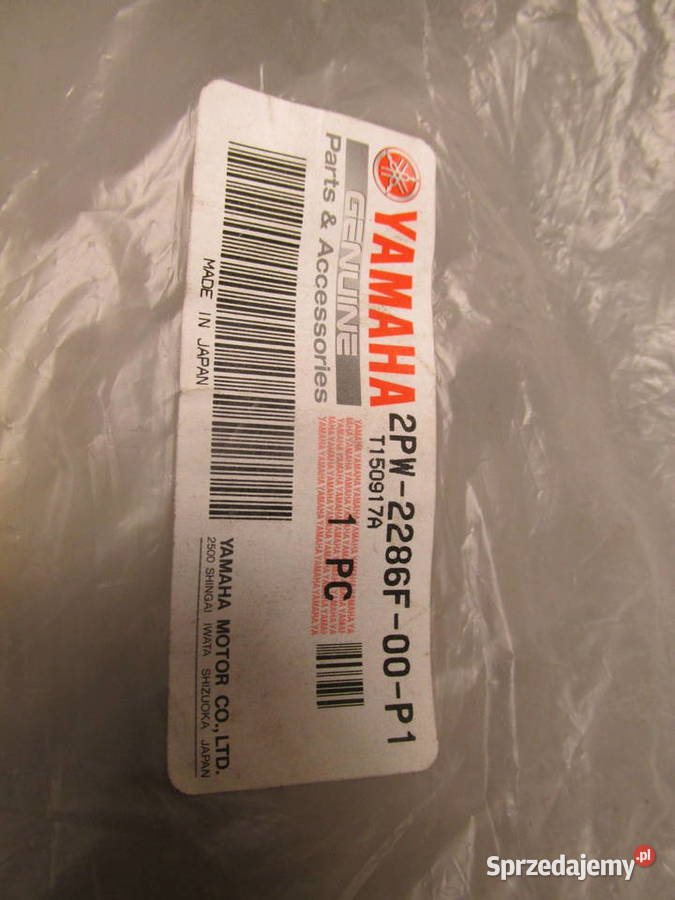 YAMAHA
GENUINE
Parts & Accessories
2PW-2286F-00-P1
T150917A
1 PC
MADE IN JAPAN
YAMAHA MOTOR CO., LTD.
2500 SHINGAI IWATA SHIZUOKA JAPAN
Sprzedajemy.pl